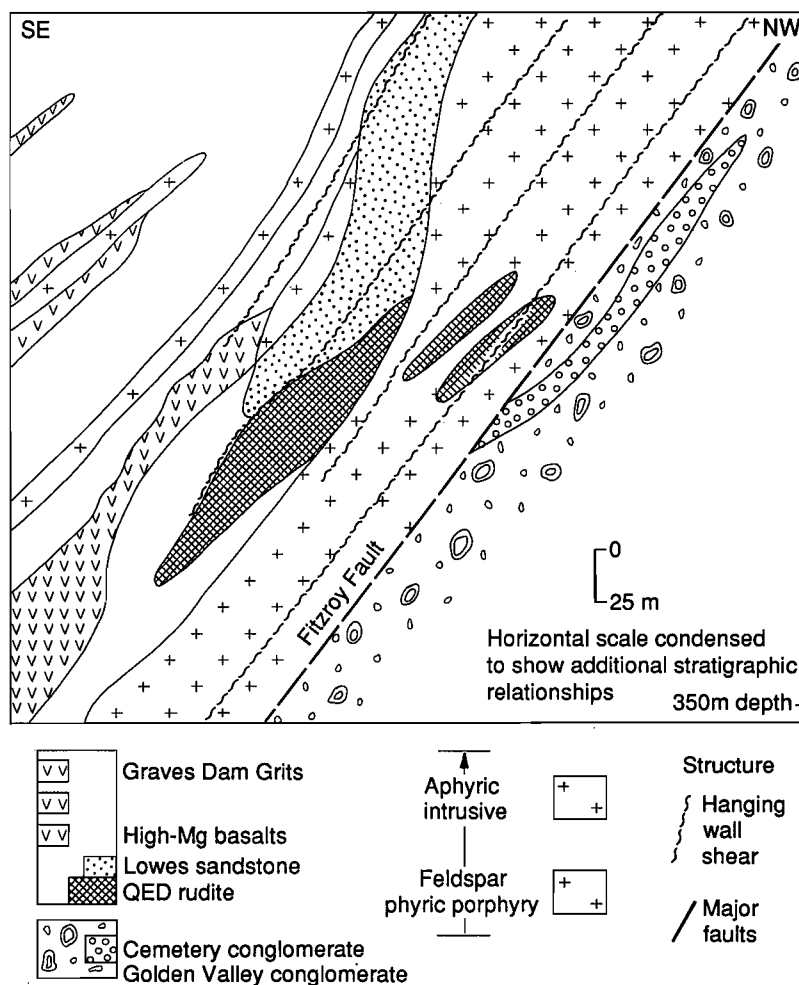 SE
NW
Fitzroy Fault
0
25 m
Horizontal scale condensed
to show additional stratigraphic
relationships
350m depth
Graves Dam Grits
High-Mg basalts
Lowes sandstone
QED rudite
Cemetery conglomerate
Golden Valley conglomerate
Aphyric
intrusive
Feldspar
phyric porphyry
Structure
Hanging
wall
shear
Major
faults